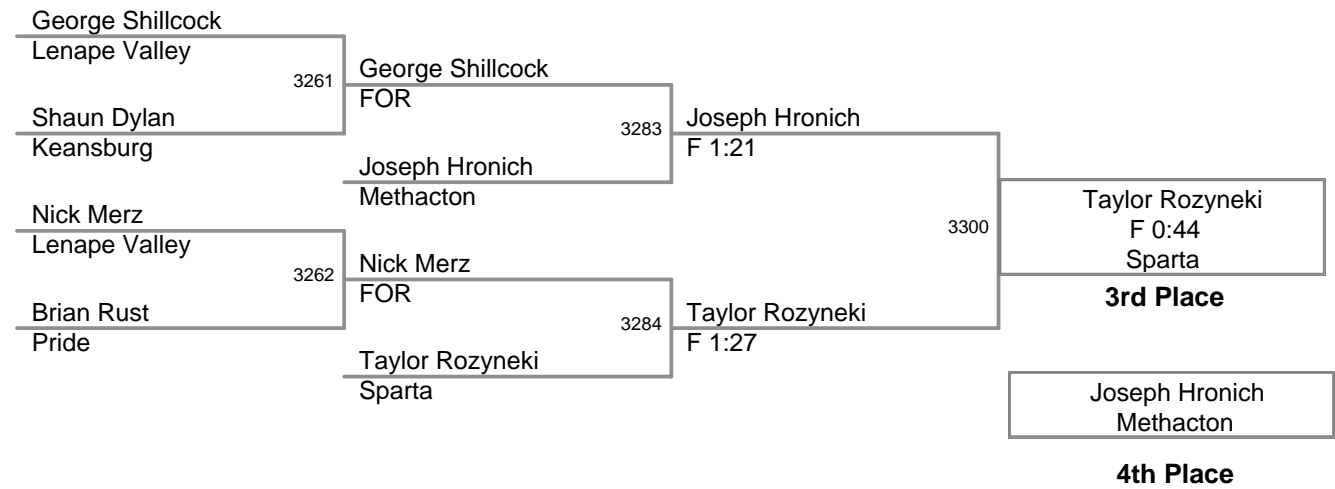 George Shillcock
Lenape Valley
3261
George Shillcock
FOR
Shaun Dylan
Keansburg
3283
Joseph Hronich
F 1:21
Joseph Hronich
Methacton
Nick Merz
Lenape Valley
3262
Nick Merz
FOR
Brian Rust
Pride
3284
Taylor Rozyneki
F 1:27
Taylor Rozyneki
Sparta
3300
Taylor Rozyneki
F 0:44
Sparta
3rd Place
Joseph Hronich
Methacton
4th Place